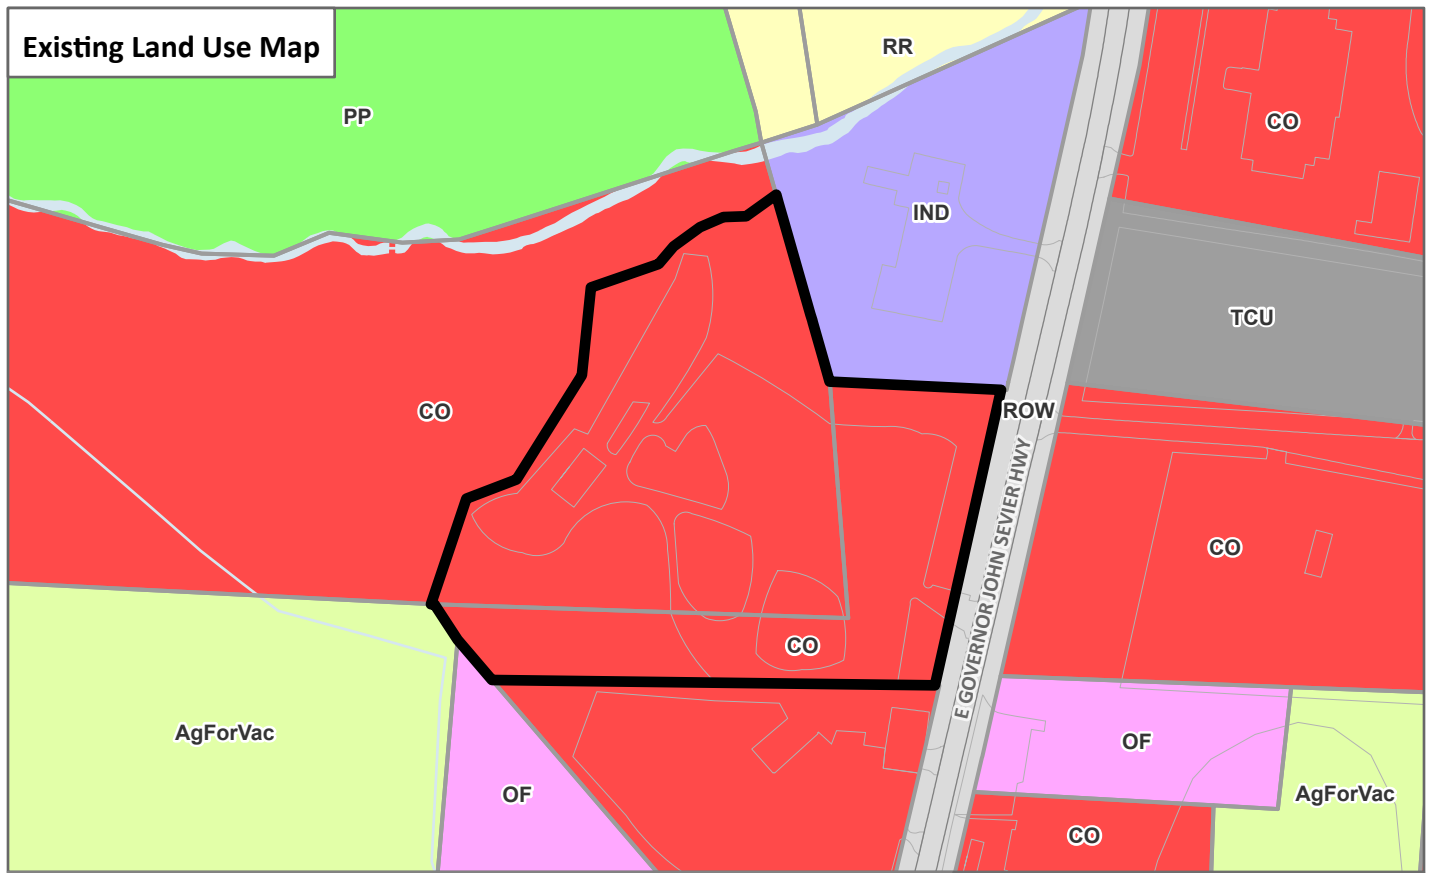 Existing Land Use Map
RR
PP
CO
IND
TCU
CO
ROW
E GOVERNOR JOHN SEVIER HWY
CO
CO
AgForVac
OF
OF
AgForVac
CO